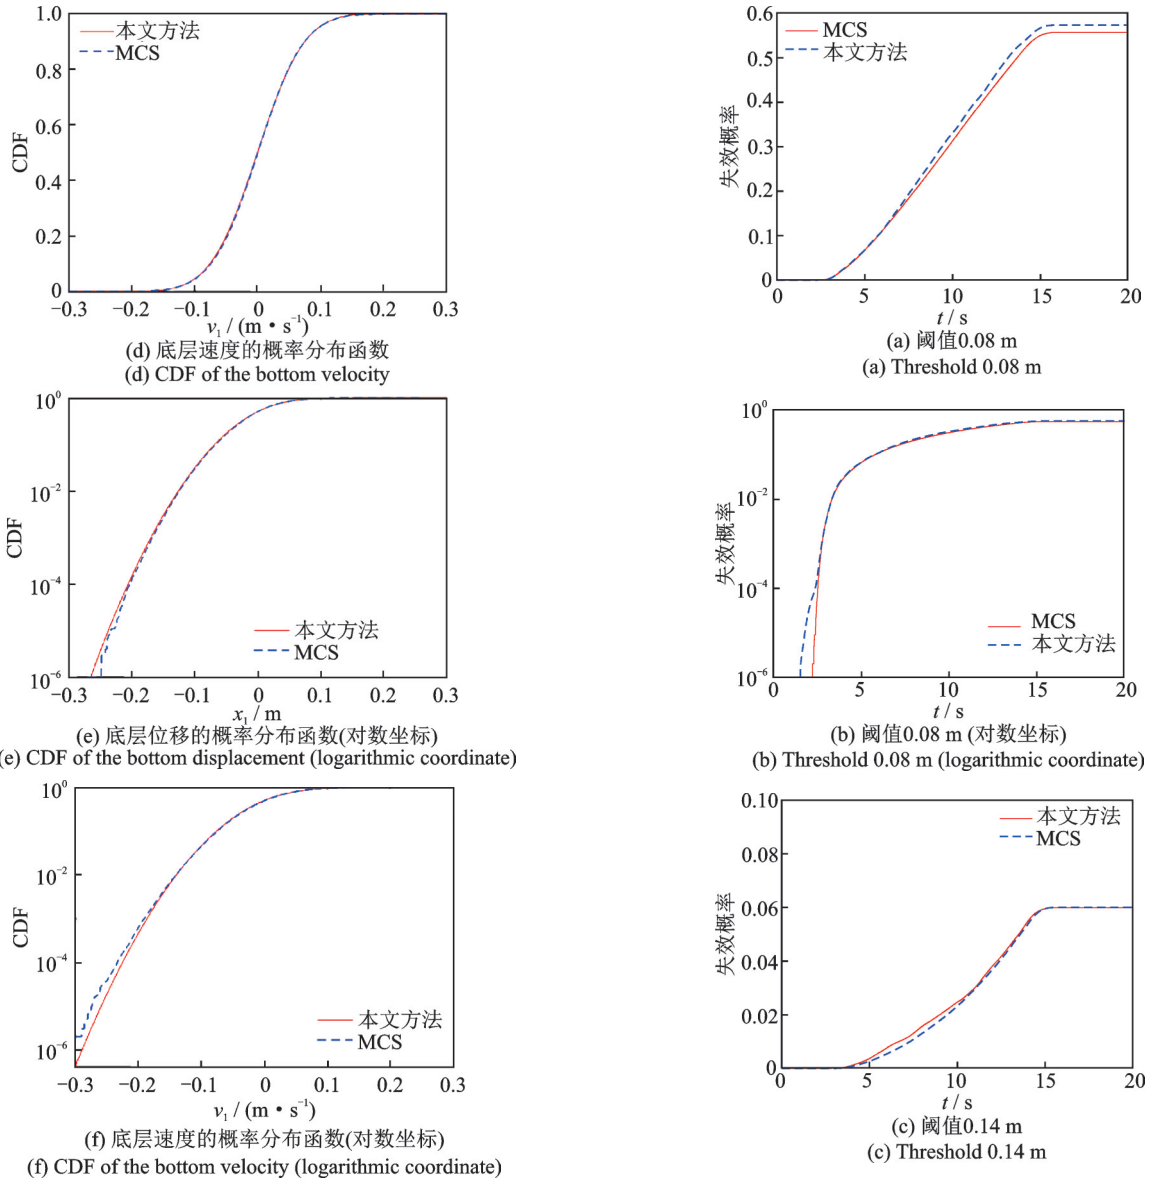 1.0
0.8
0.6
0.4
0.2
0
CDF
本文方法
MCS
−0.3 −0.2 −0.1 0 0.1 0.2 0.3
v₁ / (m · s⁻¹)
(d) 底层速度的概率分布函数
(d) CDF of the bottom velocity
10⁰
10⁻²
10⁻⁴
10⁻⁶
CDF
本文方法
MCS
−0.3 −0.2 −0.1 0 0.1 0.2 0.3
x₁ / m
(e) 底层位移的概率分布函数(对数坐标)
(e) CDF of the bottom displacement (logarithmic coordinate)
10⁰
10⁻²
10⁻⁴
10⁻⁶
CDF
本文方法
MCS
−0.3 −0.2 −0.1 0 0.1 0.2 0.3
v₁ / (m · s⁻¹)
(f) 底层速度的概率分布函数(对数坐标)
(f) CDF of the bottom velocity (logarithmic coordinate)
0.6
0.5
0.4
0.3
0.2
0.1
0
失效概率
MCS
本文方法
0 5 10 15 20
t / s
(a) 阈值0.08 m
(a) Threshold 0.08 m
10⁰
10⁻²
10⁻⁴
10⁻⁶
失效概率
MCS
本文方法
0 5 10 15 20
t / s
(b) 阈值0.08 m (对数坐标)
(b) Threshold 0.08 m (logarithmic coordinate)
0.10
0.08
0.06
0.04
0.02
0
失效概率
本文方法
MCS
0 5 10 15 20
t / s
(c) 阈值0.14 m
(c) Threshold 0.14 m